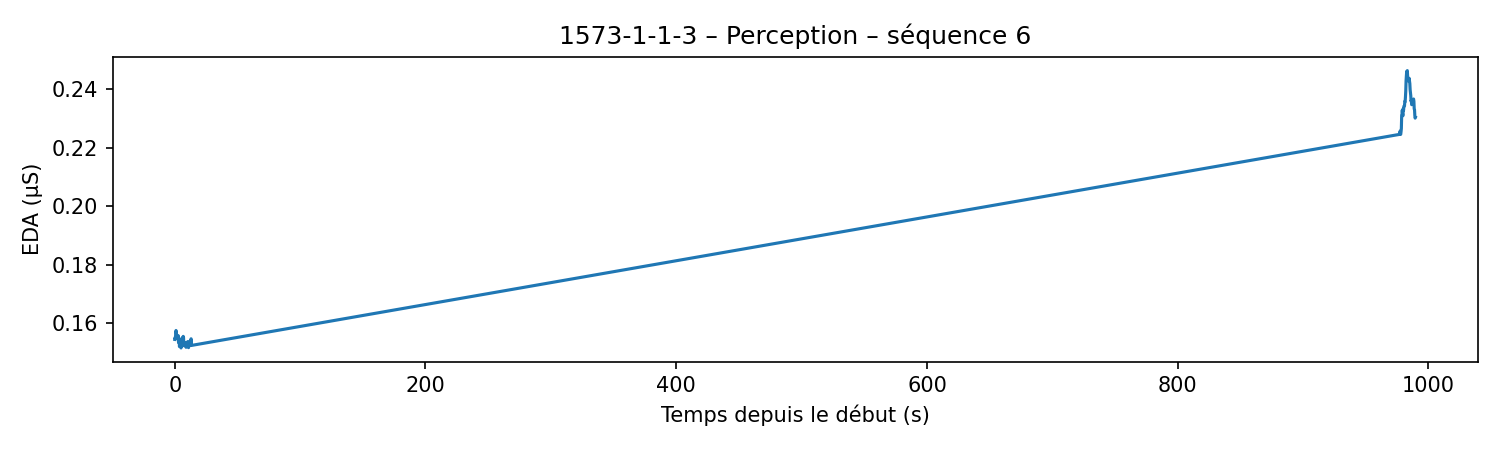 1573-1-1-3 – Perception – séquence 6
EDA (µS)
0.24
0.22
0.20
0.18
0.16
0 200 400 600 800 1000
Temps depuis le début (s)